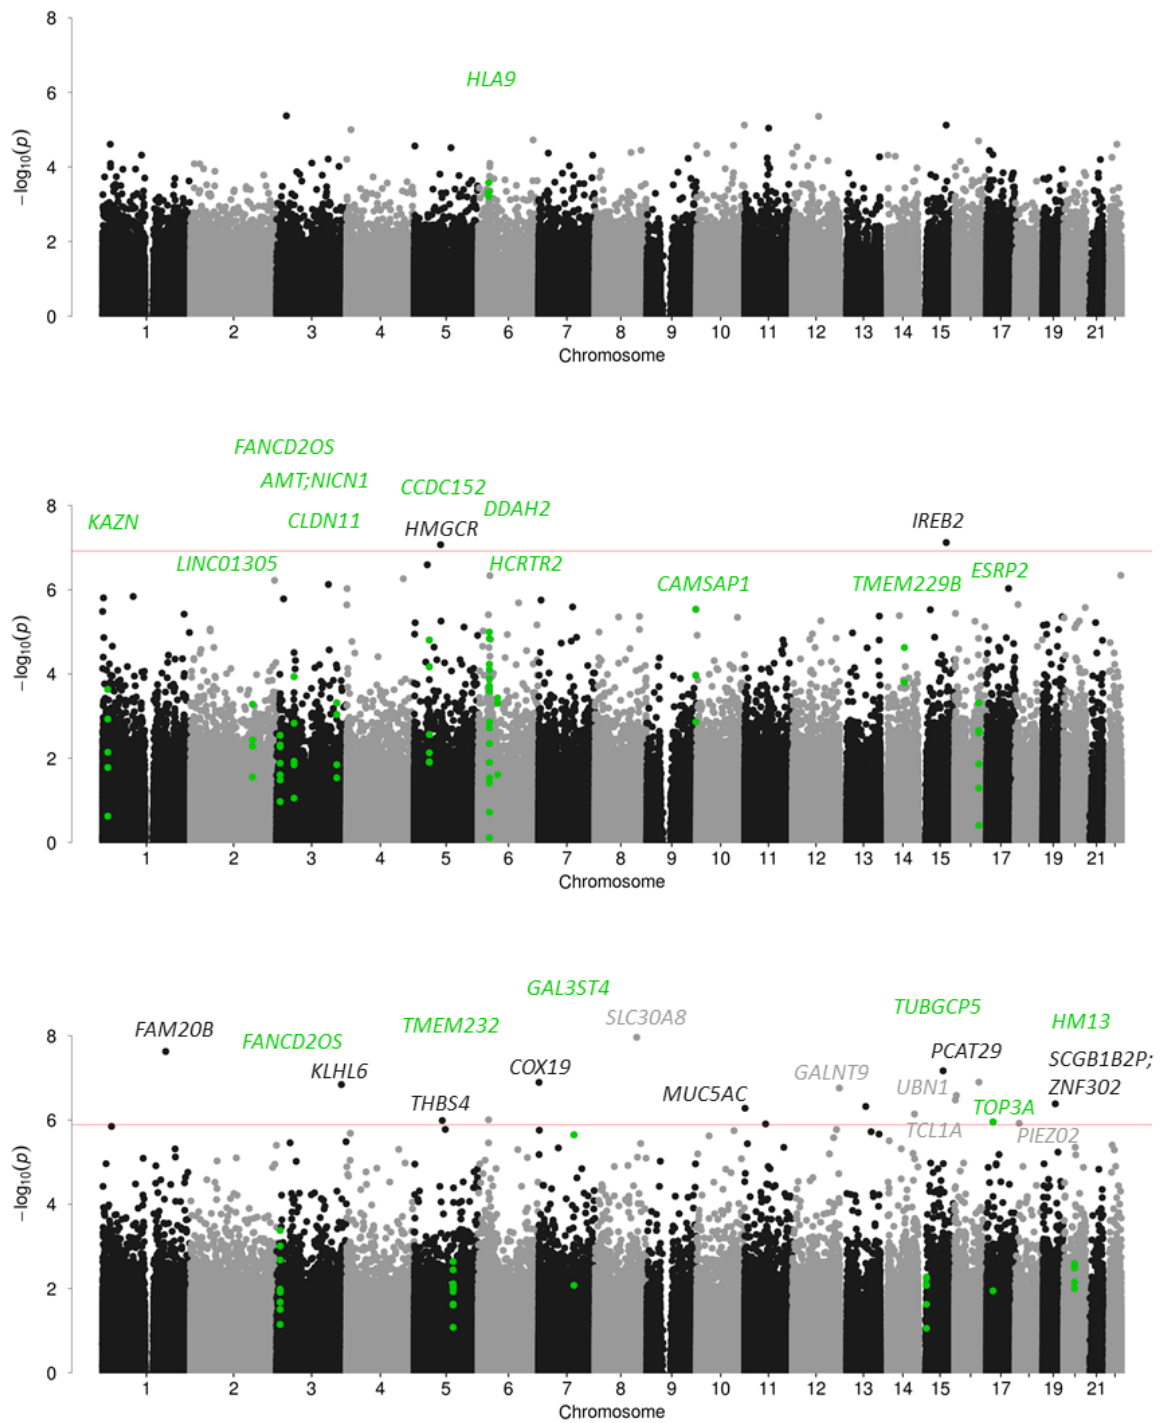 8
HLA9
6
4
2
0
−log10(p)
1 2 3 4 5 6 7 8 9 10 11 12 13 14 15 17 19 21
Chromosome
FANCD2OS
AMT;NICN1
CCDC152
8
DDAH2
KAZN
CLDN11
HMGCR
IREB2
LINC01305
HCRTR2
ESRP2
6
CAMSAP1
TMEM229B
4
2
0
−log10(p)
1 2 3 4 5 6 7 8 9 10 11 12 13 14 15 17 19 21
Chromosome
GAL3ST4
TUBGCP5
SLC30A8
HM13
8
FAM20B
TMEM232
FANCD2OS
PCAT29
SCGB1B2P;
KLHL6
COX19
GALNT9
ZNF302
MUC5AC
UBN1
THBS4
TOP3A
6
TCL1A
PIEZ02
4
2
0
−log10(p)
1 2 3 4 5 6 7 8 9 10 11 12 13 14 15 17 19 21
Chromosome